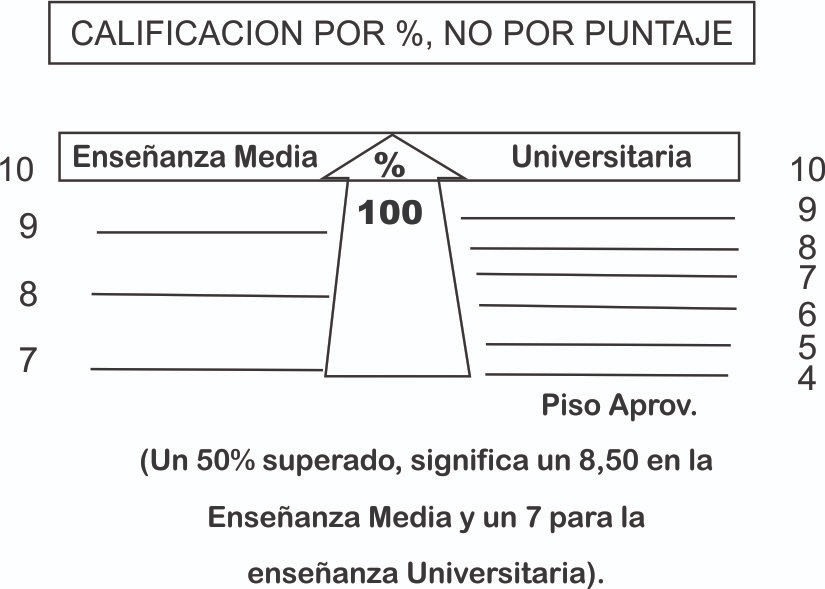 CALIFICACION POR %, NO POR PUNTAJE
Enseñanza Media % Universitaria
10 10
100
9 9
8
8 7
6
7 5
4
Piso Aprov.
(Un 50% superado, significa un 8,50 en la
Enseñanza Media y un 7 para la
enseñanza Universitaria).